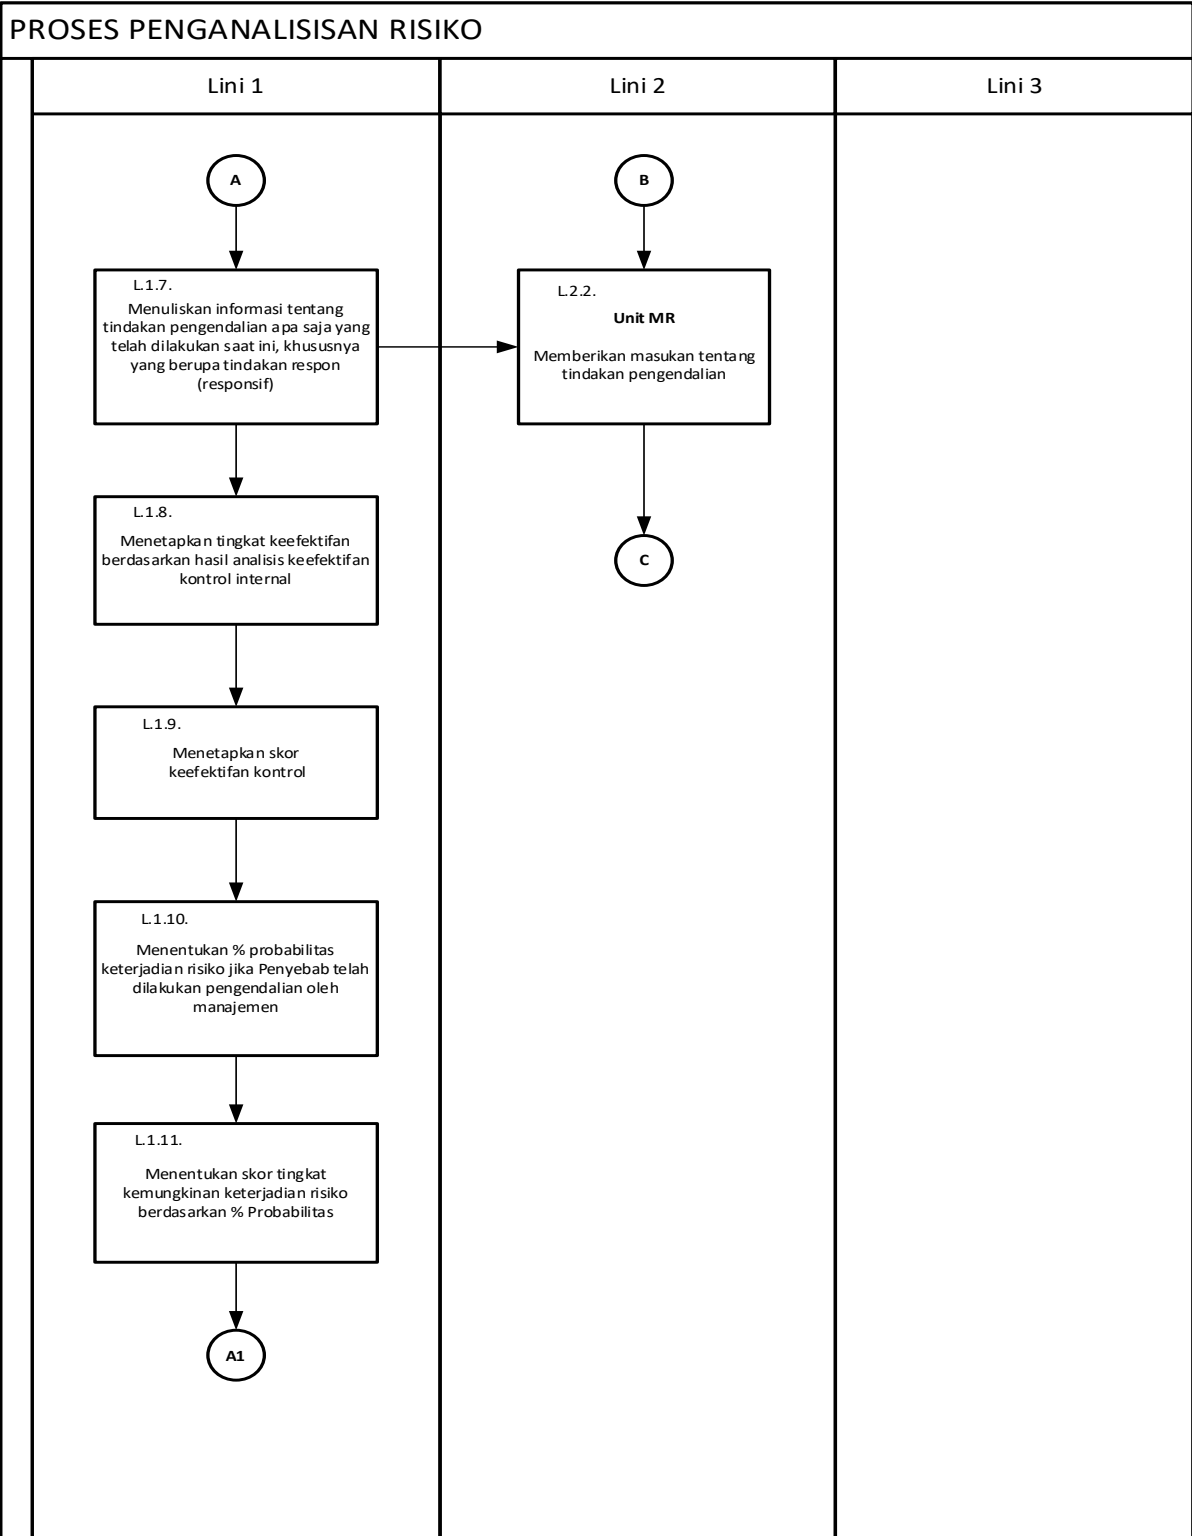 PROSES PENGANALISISAN RISIKO
Lini 1
Lini 2
Lini 3
A
L.1.7.
Menuliskan informasi tentang
tindakan pengendalian apa saja yang
telah dilakukan saat ini, khususnya
yang berupa tindakan respon
(responsif)
L.1.8.
Menetapkan tingkat keefektifan
berdasarkan hasil analisis keefektifan
kontrol internal
L.1.9.
Menetapkan skor
keefektifan kontrol
L.1.10.
Menentukan % probabilitas
keterjadian risiko jika Penyebab telah
dilakukan pengendalian oleh
manajemen
L.1.11.
Menentukan skor tingkat
kemungkinan keterjadian risiko
berdasarkan % Probabilitas
A1
B
L.2.2.
Unit MR
Memberikan masukan tentang
tindakan pengendalian
C